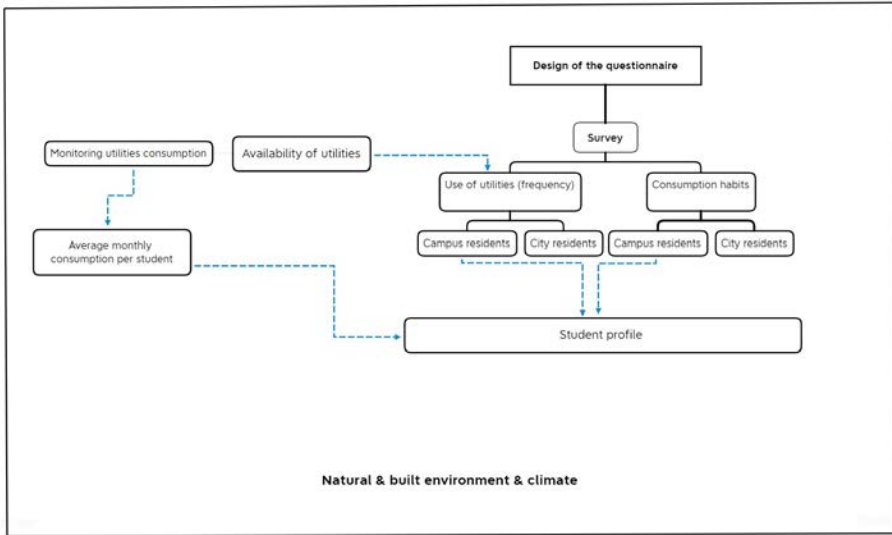 Design of the questionnaire
Survey
Monitoring utilities consumption
Availability of utilities
Use of utilities (frequency)
Consumption habits
Average monthly
consumption per student
Campus residents
City residents
Campus residents
City residents
Student profile
Natural & built environment & climate